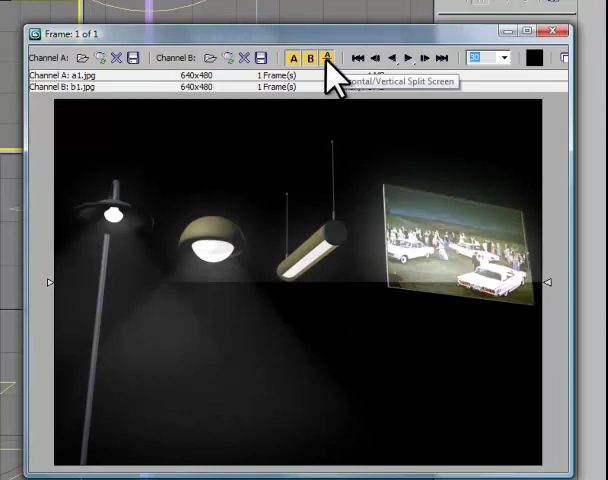 Frame: 1 of 1
Channel A: Channel B: A B A 30
Channel A: a1.jpg 640x480 1 Frame(s)
ontal/Vertical Split Screen
Channel B: b1.jpg 640x480 1 Frame(s)